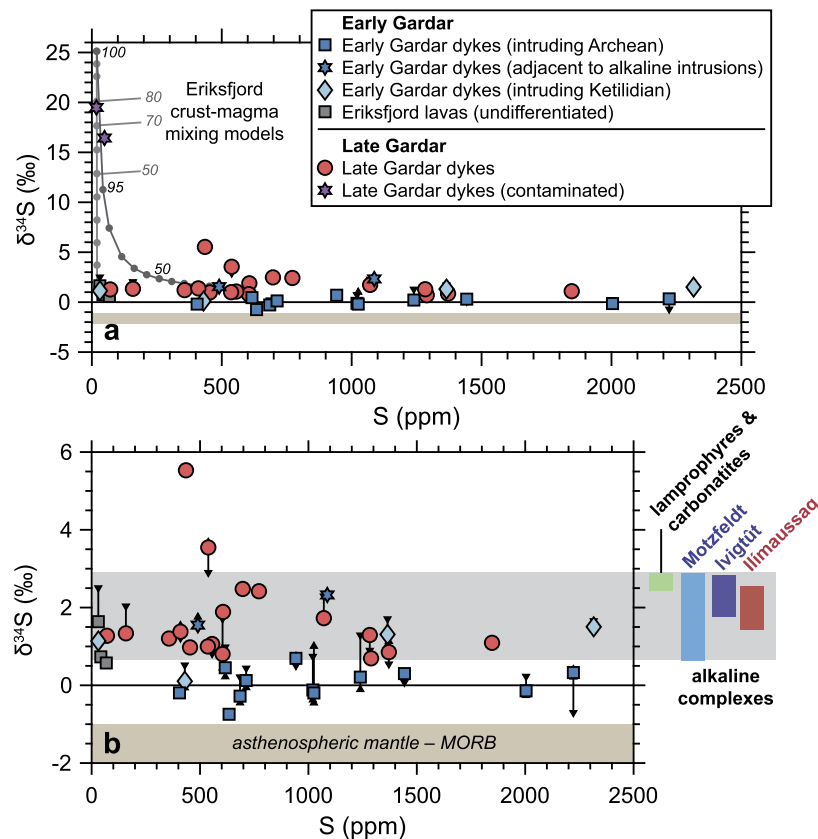 Early Gardar
Early Gardar dykes (intruding Archean)
Early Gardar dykes (adjacent to alkaline intrusions)
Early Gardar dykes (intruding Ketilidian)
Eriksfjord lavas (undifferentiated)
Late Gardar
Late Gardar dykes
Late Gardar dykes (contaminated)
Eriksfjord
crust-magma
mixing models
100
80
70
50
95
50
25
20
15
10
5
0
-5
δ³⁴S (‰)
a
0
500
1000
1500
2000
2500
S (ppm)
6
4
2
0
-2
δ³⁴S (‰)
b
asthenospheric mantle – MORB
0
500
1000
1500
2000
2500
S (ppm)
lamprophyres &
carbonatites
Motzfeldt
Ivigtût
Ilímaussaq
alkaline
complexes